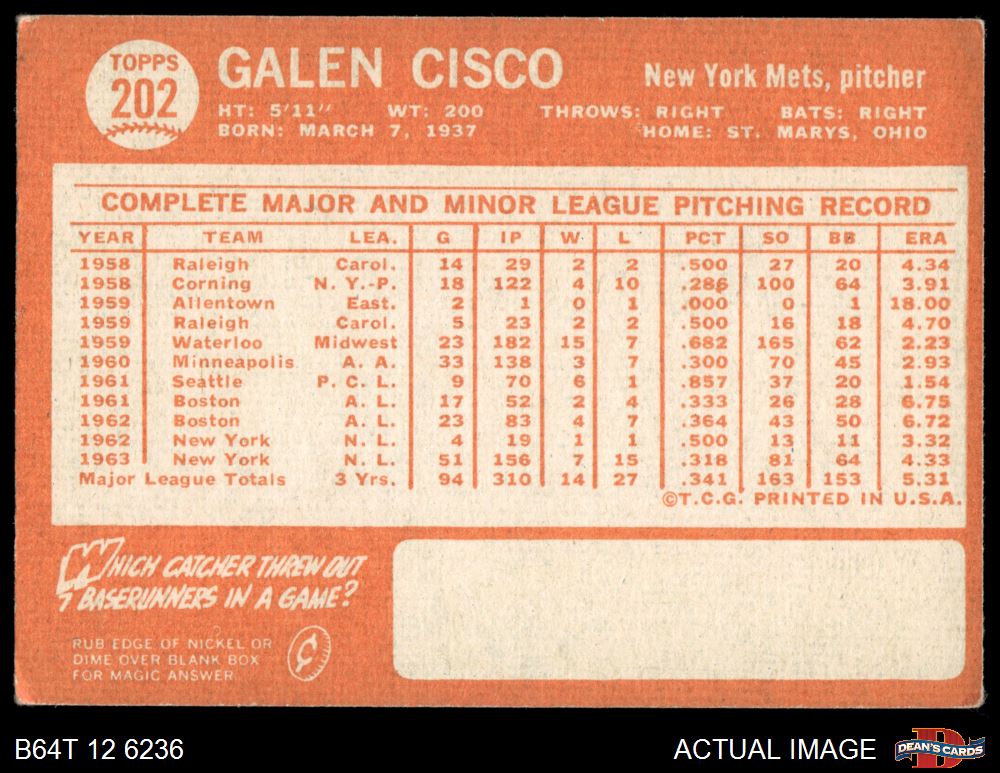 TOPPS
202
GALEN CISCO
New York Mets, pitcher
HT: 5'11" WT: 200 THROWS: RIGHT BATS: RIGHT
BORN: MARCH 7, 1937 HOME: ST. MARYS, OHIO
COMPLETE MAJOR AND MINOR LEAGUE PITCHING RECORD
YEAR TEAM LEA. G IP W L PCT SO BB ERA
1958 Raleigh Carol. 14 29 2 2 .500 27 20 4.34
1958 Corning N. Y.-P. 18 122 4 10 .286 100 64 3.91
1959 Allentown East. 2 1 0 1 .000 0 1 18.00
1959 Raleigh Carol. 5 23 2 2 .500 16 18 4.70
1959 Waterloo Midwest 23 182 15 7 .682 165 62 2.23
1960 Minneapolis A. A. 33 138 3 7 .300 70 45 2.93
1961 Seattle P. C. L. 9 70 6 1 .857 37 20 1.54
1961 Boston A. L. 17 52 2 4 .333 26 28 6.75
1962 Boston A. L. 23 83 4 7 .364 43 50 6.72
1962 New York N. L. 4 19 1 1 .500 13 11 3.32
1963 New York N. L. 51 156 7 15 .318 81 64 4.33
Major League Totals 3 Yrs. 94 310 14 27 .341 163 153 5.31
©T.C.G. PRINTED IN U.S.A.
WHICH CATCHER THREW OUT
7 BASERUNNERS IN A GAME?
RUB EDGE OF NICKEL OR
DIME OVER BLANK BOX
FOR MAGIC ANSWER
¢
B64T 12 6236
ACTUAL IMAGE
D
DEAN'S CARDS